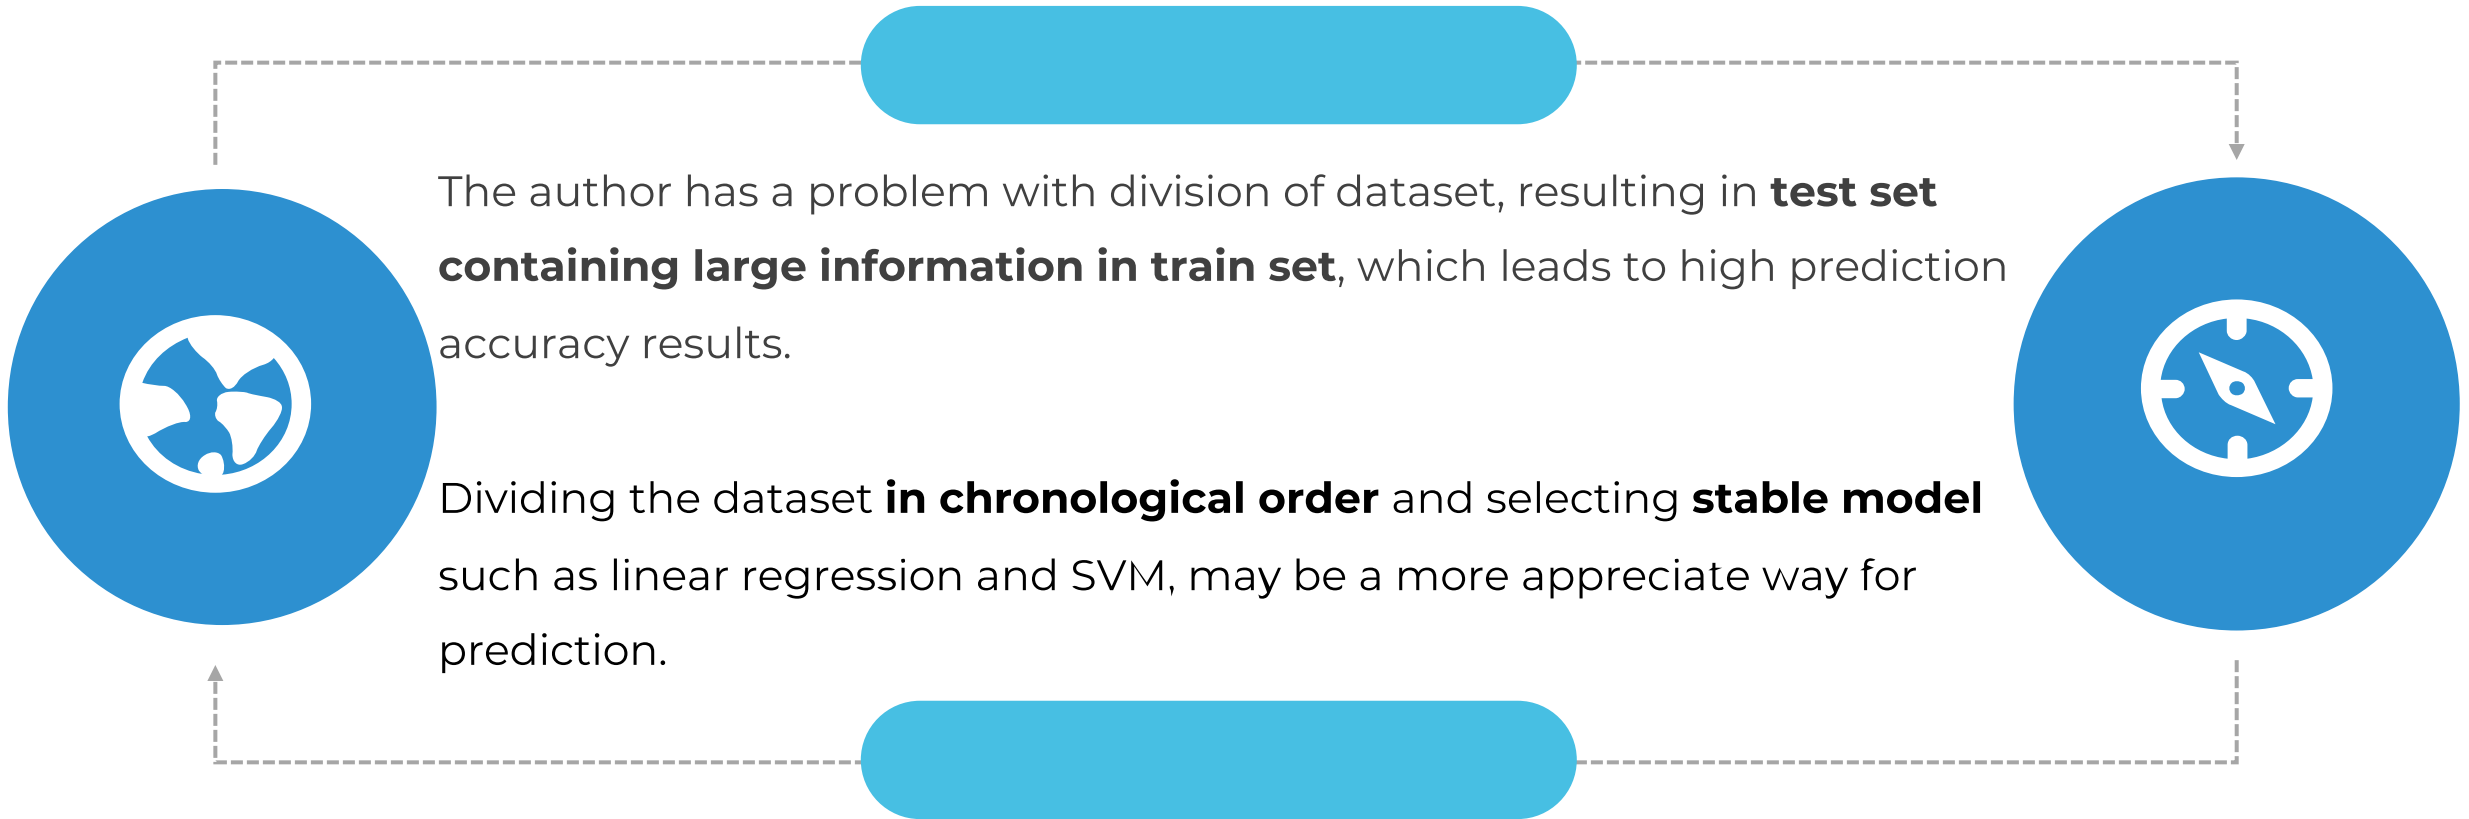 The author has a problem with division of dataset, resulting in test set
containing large information in train set, which leads to high prediction
accuracy results.
Dividing the dataset in chronological order and selecting stable model
such as linear regression and SVM, may be a more appreciate way for
prediction.